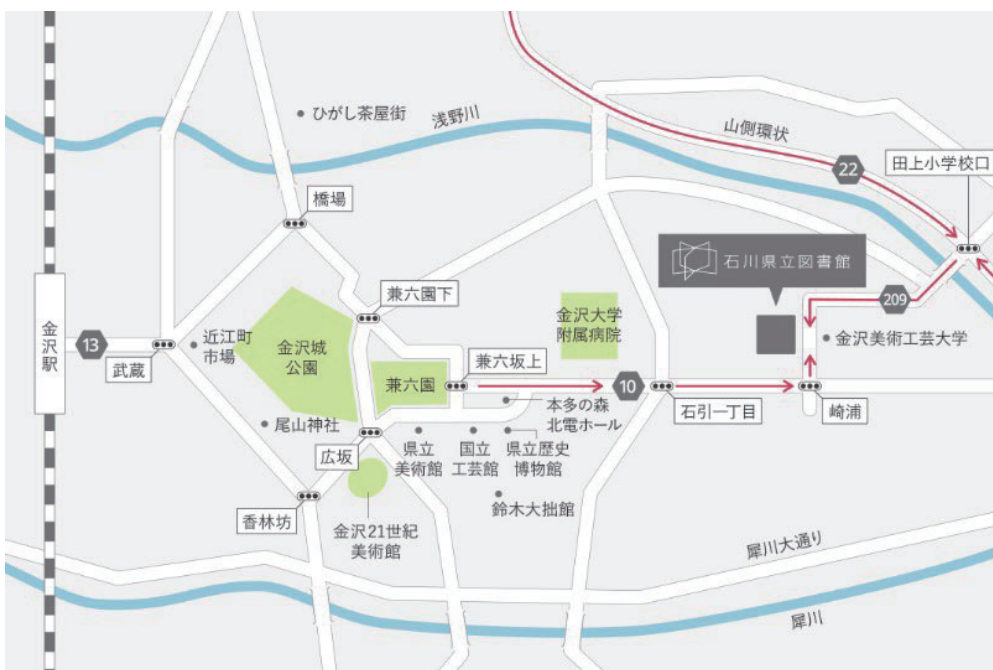 ひがし茶屋街
浅野川
山側環状
22
田上小学校口
橋場
石川県立図書館
兼六園下
209
金沢駅
13
武蔵
近江町
市場
金沢城
公園
金沢大学
附属病院
金沢美術工芸大学
兼六園
兼六坂上
10
石引一丁目
崎浦
尾山神社
本多の森
北電ホール
広坂
県立
美術館
国立
工芸館
県立歴史
博物館
香林坊
鈴木大拙館
金沢21世紀
美術館
犀川大通り
犀川